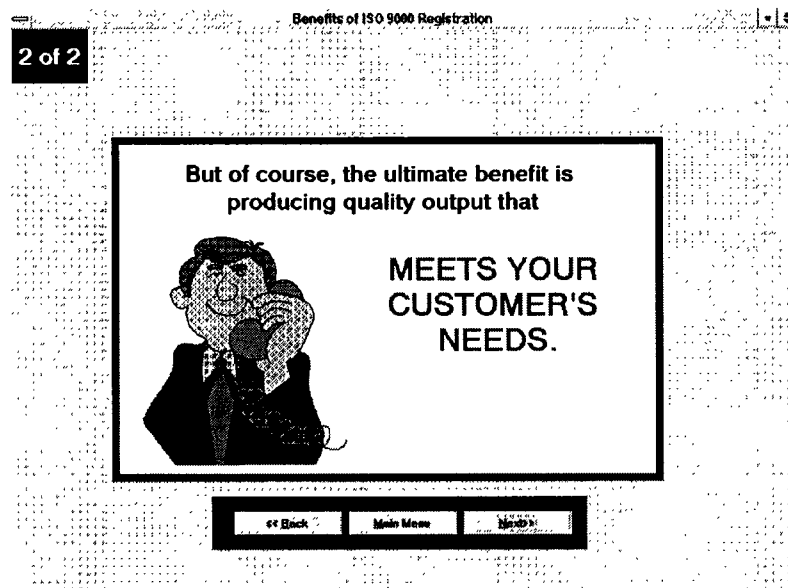 Benefits of ISO 9000 Registration
2 of 2
But of course, the ultimate benefit is
producing quality output that
MEETS YOUR
CUSTOMER'S
NEEDS.
<< Back
Main Menu
Next>>